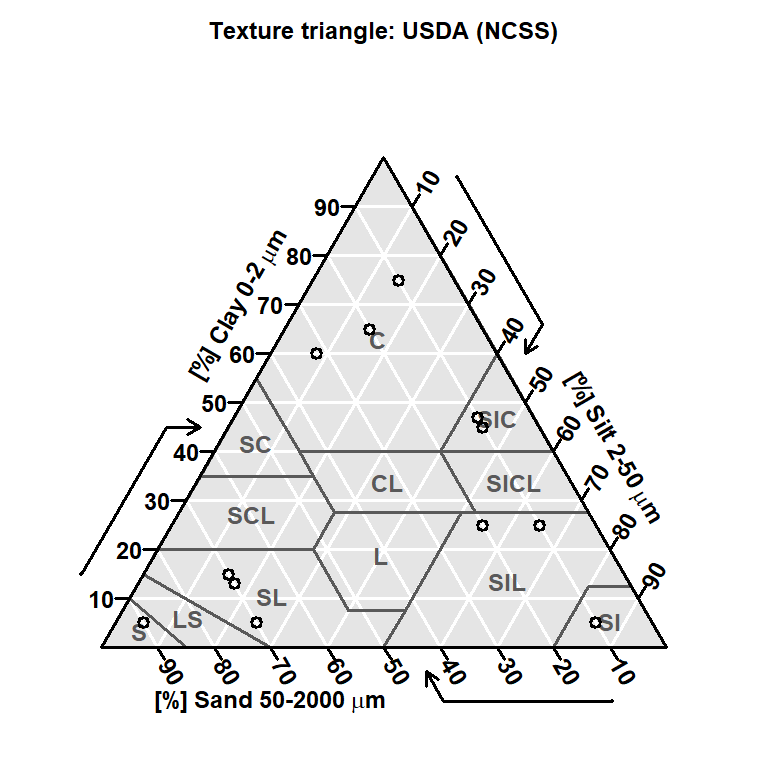 Texture triangle: USDA (NCSS)
10
20
30
40
50
60
70
80
90
[%] Clay 0-2 μm
10
20
30
40
50
60
70
80
90
[%] Silt 2-50 μm
C
SIC
SC
CL
SICL
SCL
L
SIL
SL
LS
S
SI
90
80
70
60
50
40
30
20
10
[%] Sand 50-2000 μm